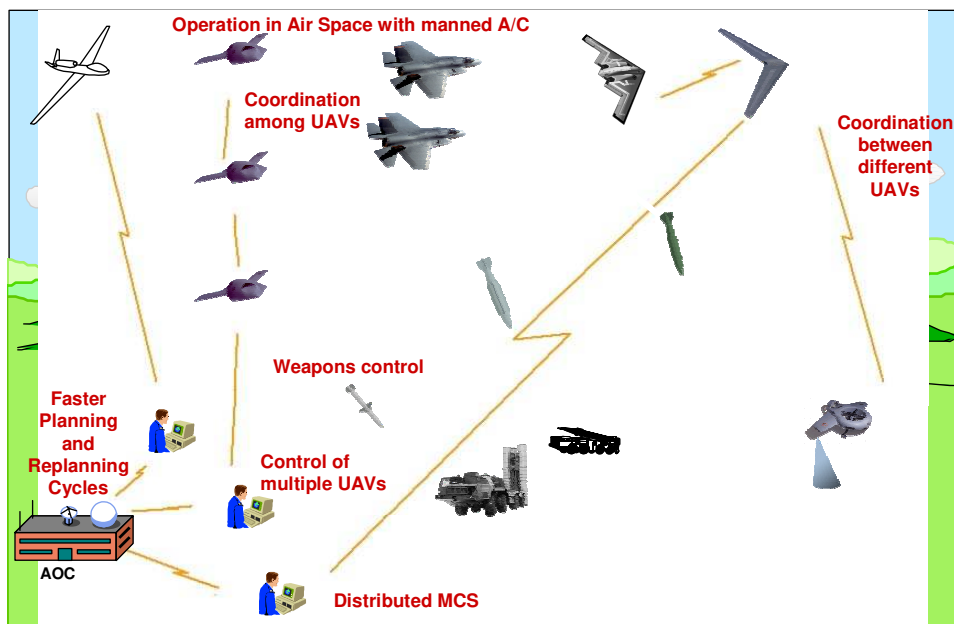 Operation in Air Space with manned A/C
Coordination
among UAVs
Coordination
between
different
UAVs
Weapons control
Faster
Planning
and
Replanning
Cycles
Control of
multiple UAVs
AOC
Distributed MCS